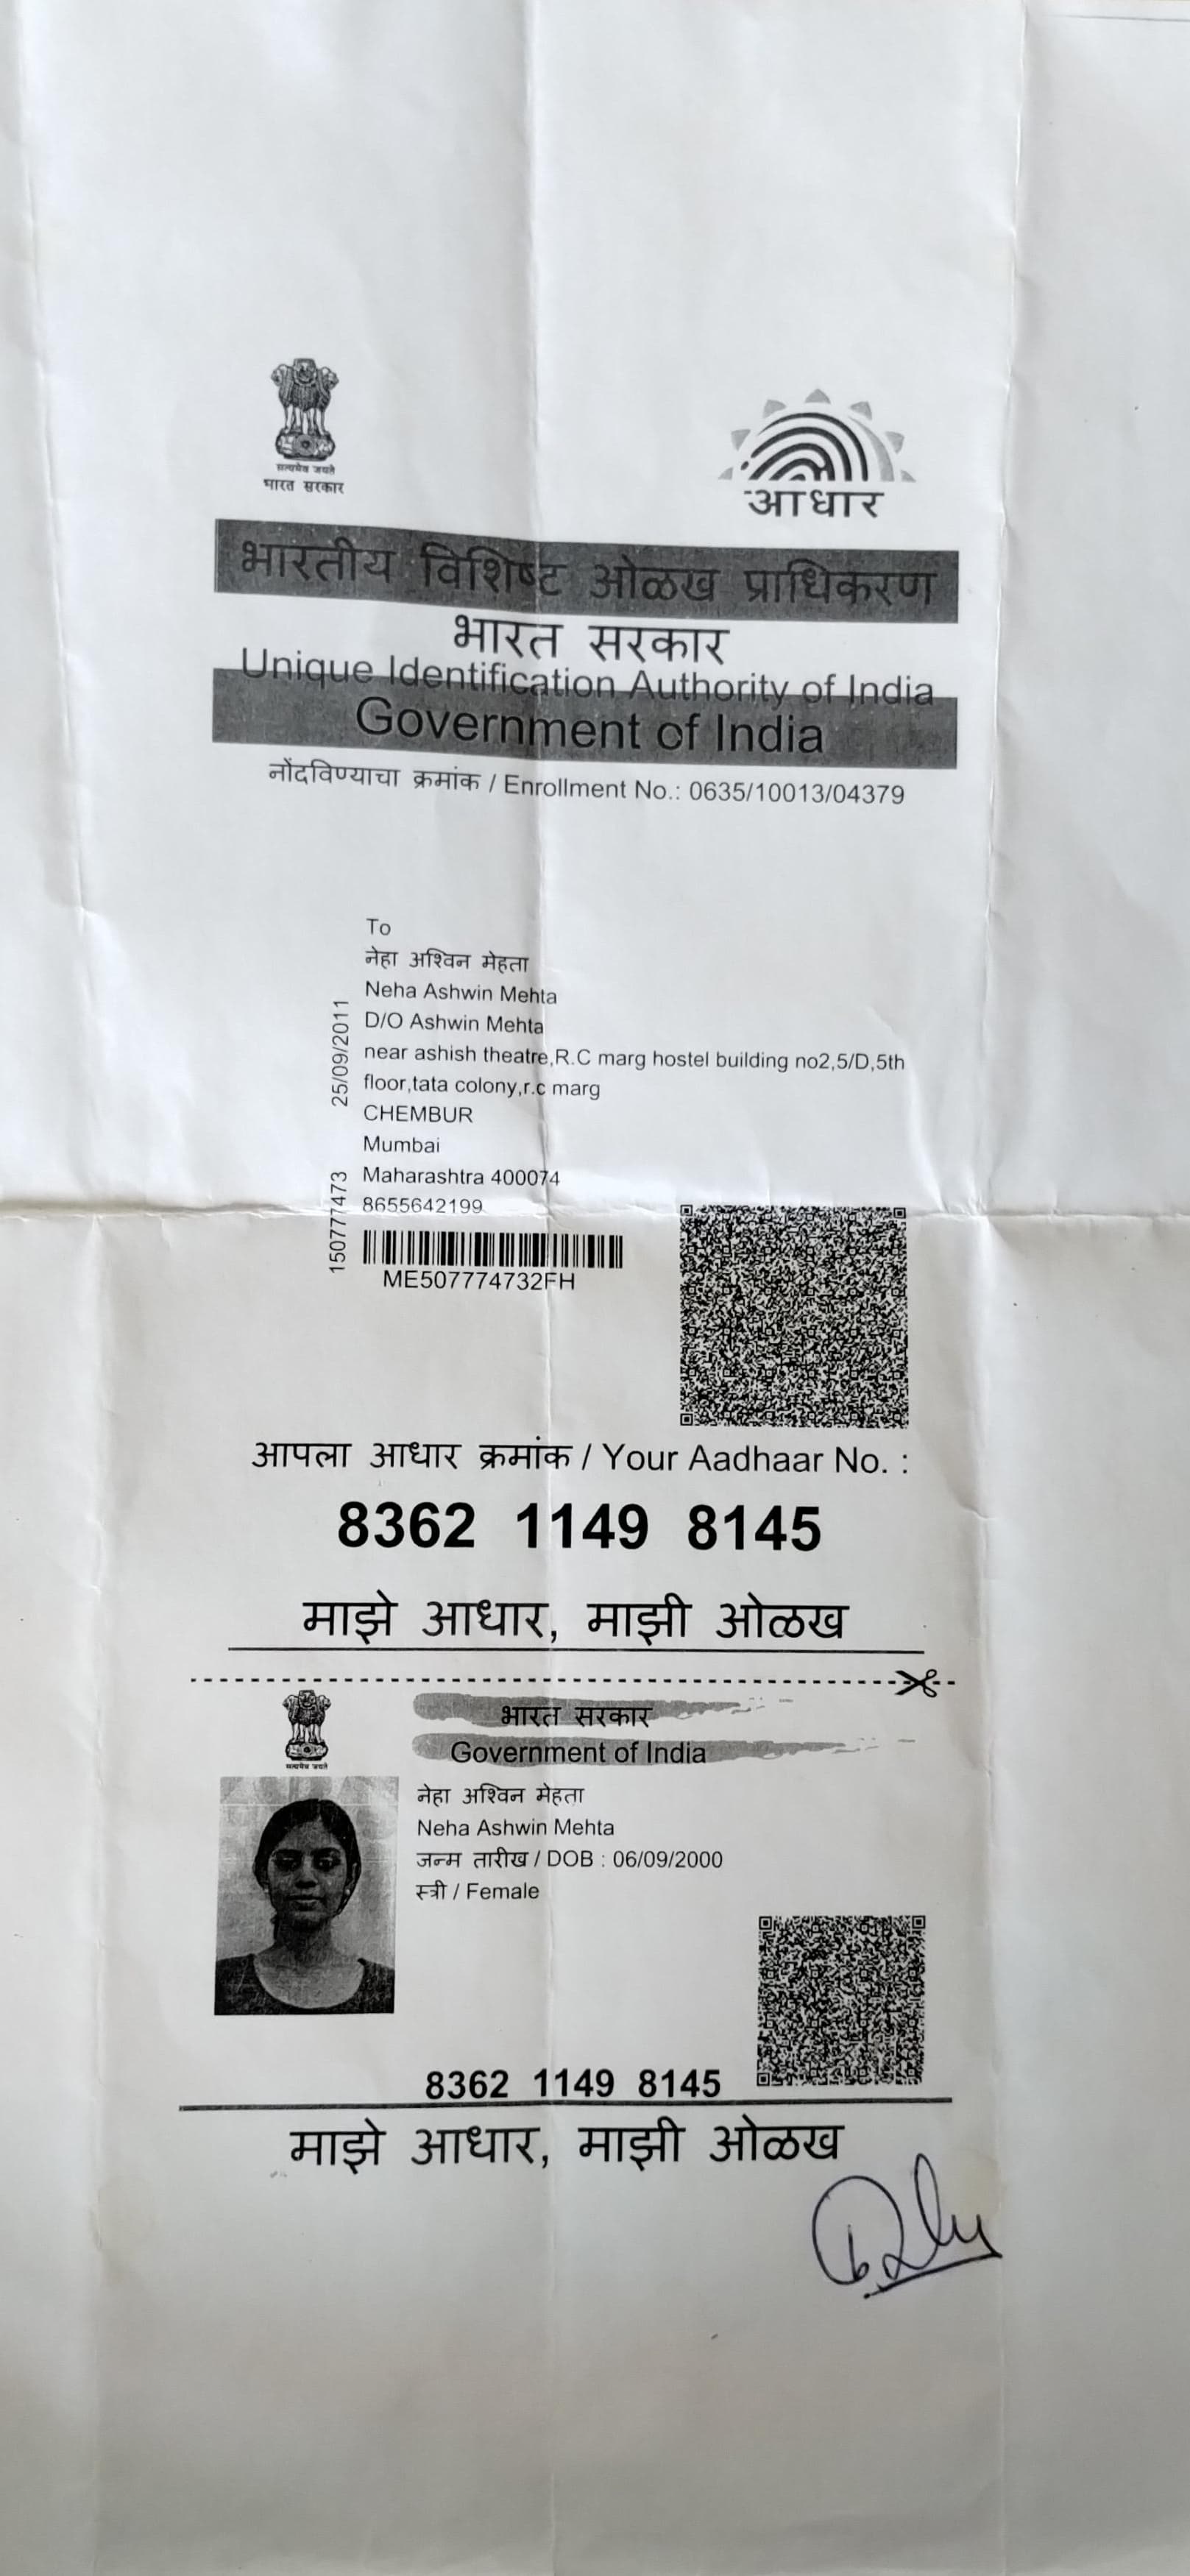 सत्यमेव जयते
भारत सरकार
आधार
भारतीय विशिष्ट ओळख प्राधिकरण
भारत सरकार
Unique Identification Authority of India
Government of India
नोंदविण्याचा क्रमांक / Enrollment No.: 0635/10013/04379
To
नेहा अश्विन मेहता
Neha Ashwin Mehta
D/O Ashwin Mehta
near ashish theatre,R.C marg hostel building no2,5/D,5th
floor,tata colony,r.c marg
CHEMBUR
Mumbai
Maharashtra 400074
8655642199
25/09/2011
150777473
ME507774732FH
आपला आधार क्रमांक / Your Aadhaar No. :
8362 1149 8145
माझे आधार, माझी ओळख
सत्यमेव जयते
भारत सरकार
Government of India
नेहा अश्विन मेहता
Neha Ashwin Mehta
जन्म तारीख / DOB : 06/09/2000
स्त्री / Female
8362 1149 8145
माझे आधार, माझी ओळख